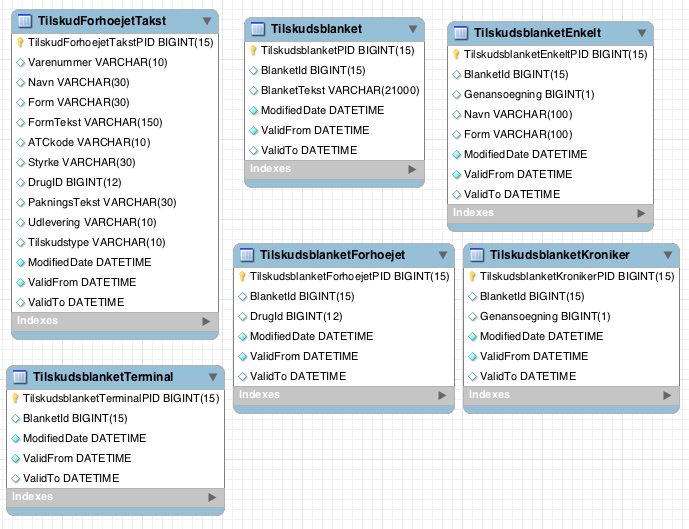 TilskudForhoejetTakst
TilskudForhoejetTakstPID BIGINT(15)
Varenummer VARCHAR(10)
Navn VARCHAR(30)
Form VARCHAR(30)
FormTekst VARCHAR(150)
ATCkode VARCHAR(10)
Styrke VARCHAR(30)
DrugID BIGINT(12)
PakningsTekst VARCHAR(30)
Udlevering VARCHAR(10)
Tilskudstype VARCHAR(10)
ModifiedDate DATETIME
ValidFrom DATETIME
ValidTo DATETIME
Indexes
Tilskudsblanket
TilskudsblanketPID BIGINT(15)
BlanketId BIGINT(15)
BlanketTekst VARCHAR(21000)
ModifiedDate DATETIME
ValidFrom DATETIME
ValidTo DATETIME
Indexes
TilskudsblanketEnkelt
TilskudsblanketEnkeltPID BIGINT(15)
BlanketId BIGINT(15)
Genansoegning BIGINT(1)
Navn VARCHAR(100)
Form VARCHAR(100)
ModifiedDate DATETIME
ValidFrom DATETIME
ValidTo DATETIME
Indexes
TilskudsblanketForhoejet
TilskudsblanketForhoejetPID BIGINT(15)
BlanketId BIGINT(15)
DrugId BIGINT(12)
ModifiedDate DATETIME
ValidFrom DATETIME
ValidTo DATETIME
Indexes
TilskudsblanketKroniker
TilskudsblanketKronikerPID BIGINT(15)
BlanketId BIGINT(15)
Genansoegning BIGINT(1)
ModifiedDate DATETIME
ValidFrom DATETIME
ValidTo DATETIME
Indexes
TilskudsblanketTerminal
TilskudsblanketTerminalPID BIGINT(15)
BlanketId BIGINT(15)
ModifiedDate DATETIME
ValidFrom DATETIME
ValidTo DATETIME
Indexes